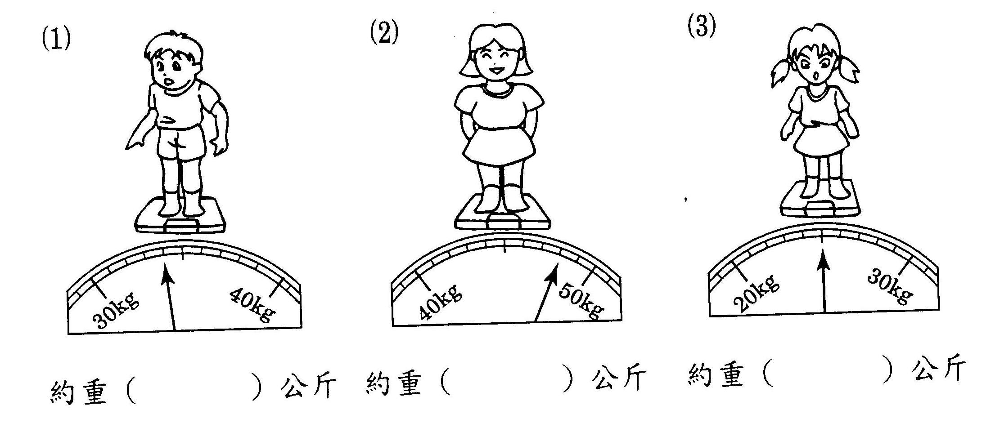 (1)
(2)
(3)
30kg 40kg
40kg 50kg
20kg 30kg
約重( )公斤
約重( )公斤
約重( )公斤